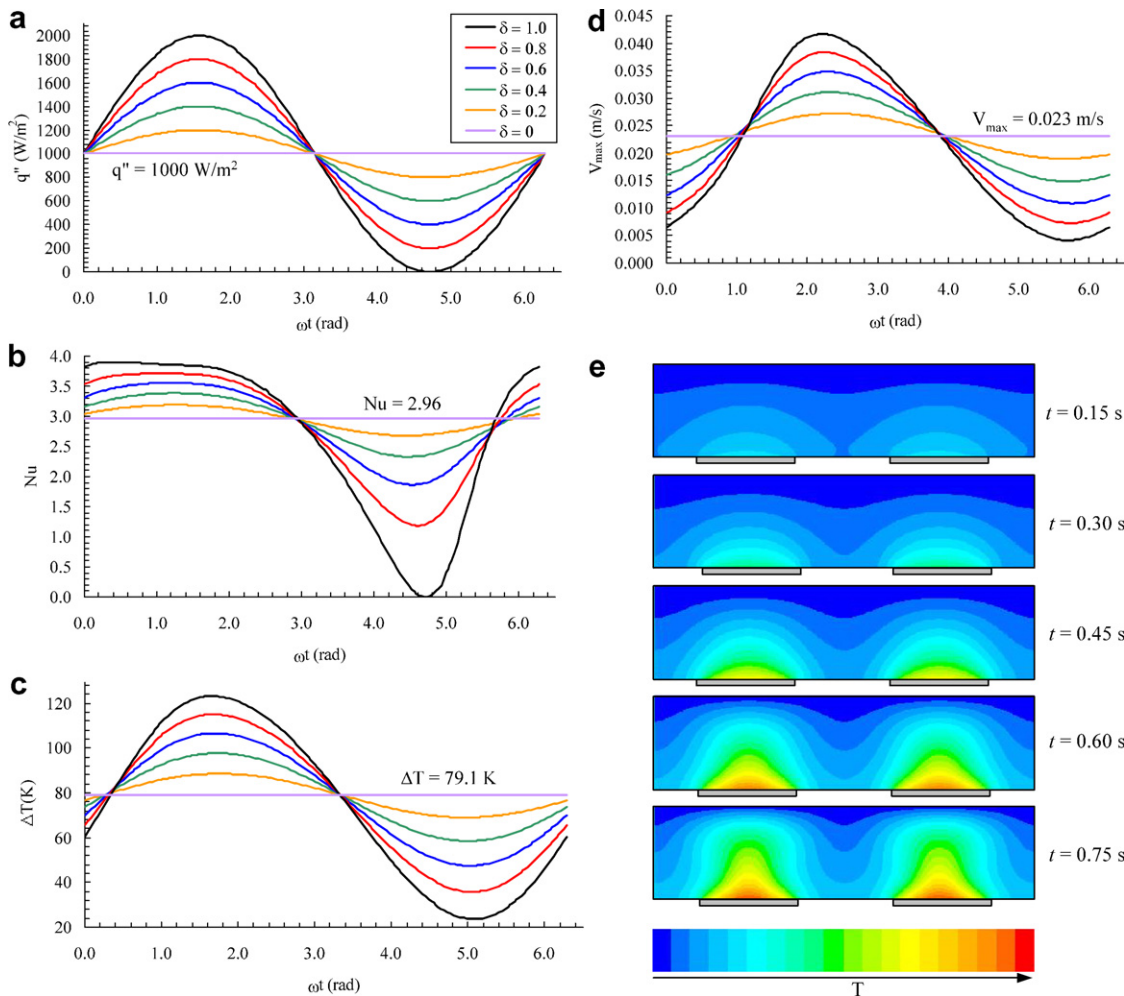 a
2000
1800
1600
1400
1200
1000
800
600
400
200
0
q" (W/m²)
q" = 1000 W/m²
δ = 1.0
δ = 0.8
δ = 0.6
δ = 0.4
δ = 0.2
δ = 0
0.0 1.0 2.0 3.0 4.0 5.0 6.0
ωt (rad)
b
4.0
3.5
3.0
2.5
2.0
1.5
1.0
0.5
0.0
Nu
Nu = 2.96
0.0 1.0 2.0 3.0 4.0 5.0 6.0
ωt (rad)
c
120
100
80
60
40
20
ΔT(K)
ΔT = 79.1 K
0.0 1.0 2.0 3.0 4.0 5.0 6.0
ωt (rad)
d
0.045
0.040
0.035
0.030
0.025
0.020
0.015
0.010
0.005
0.000
Vmax (m/s)
Vmax = 0.023 m/s
0.0 1.0 2.0 3.0 4.0 5.0 6.0
ωt (rad)
e
t = 0.15 s
t = 0.30 s
t = 0.45 s
t = 0.60 s
t = 0.75 s
T